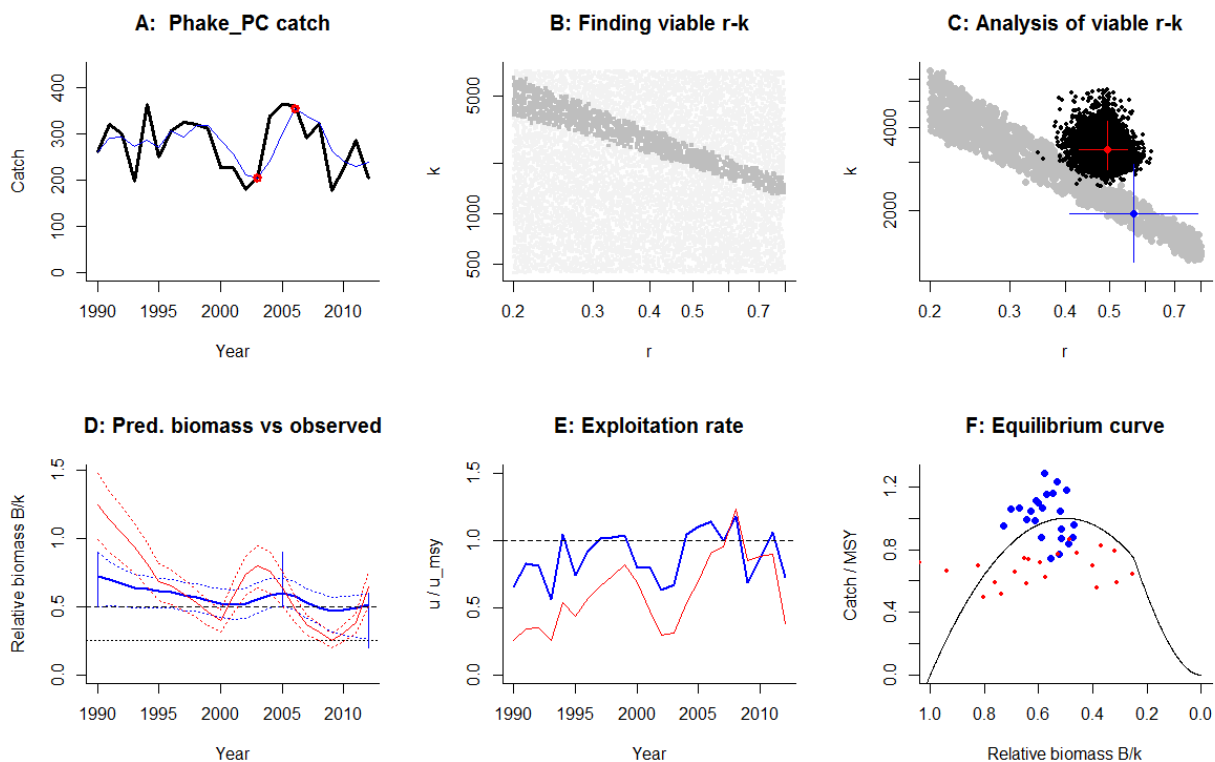 A: Phake_PC catch
B: Finding viable r-k
C: Analysis of viable r-k
Catch
0
100
200
300
400
1990
1995
2000
2005
2010
Year
k
500
1000
5000
0.2
0.3
0.4
0.5
0.7
r
k
2000
4000
0.2
0.3
0.4
0.5
0.7
r
D: Pred. biomass vs observed
E: Exploitation rate
F: Equilibrium curve
Relative biomass B/k
0.0
0.5
1.0
1.5
1990
1995
2000
2005
2010
Year
u / u_msy
0.0
0.5
1.0
1.5
1990
1995
2000
2005
2010
Year
Catch / MSY
0.0
0.4
0.8
1.2
1.0
0.8
0.6
0.4
0.2
0.0
Relative biomass B/k